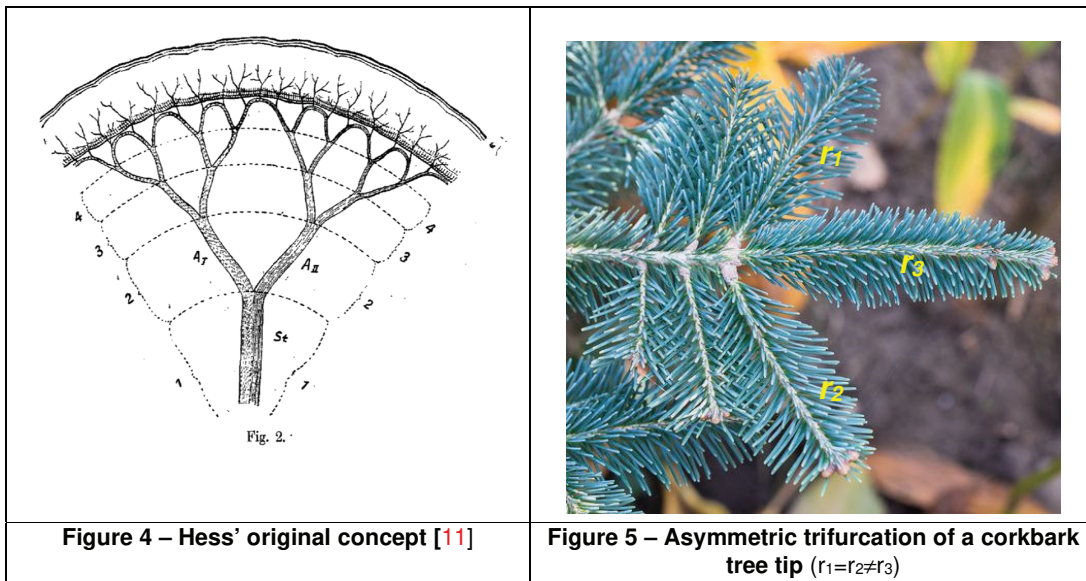 4
3
2
1
A_I
A_II
St
4
3
2
1
Fig. 2.
r₁
r₃
r₂
Figure 4 – Hess’ original concept [11]
Figure 5 – Asymmetric trifurcation of a corkbark
tree tip (r₁=r₂≠r₃)